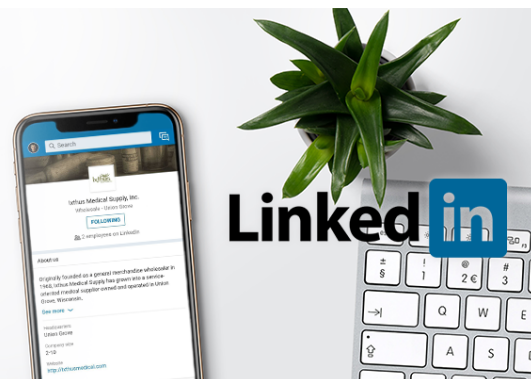 Search
Ixthus Medical Supply, Inc.
Wholesale - Union Grove
FOLLOWING
2 employees on LinkedIn
About us
Originally founded as a general merchandise wholesale in
1968, Ixthus Medical Supply has grown into a service-
oriented medical supplier owned and operated in Union
Grove, Wisconsin.
See more
Headquarters
Union Grove
Company size
2-10
Website
http://ixthusmedical.com
Linked in
± ! @ #
§ 1 2 € 3
Q W E
A S